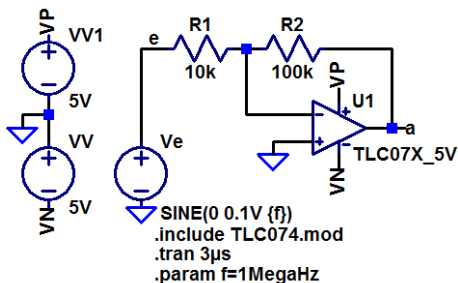 VP
VV1
5V
VV
5V
VN
e
R1
10k
R2
100k
VP
U1
a
TLC07X_5V
VN
Ve
SINE(0 0.1V {f})
.include TLC074.mod
.tran 3µs
.param f=1MegaHz